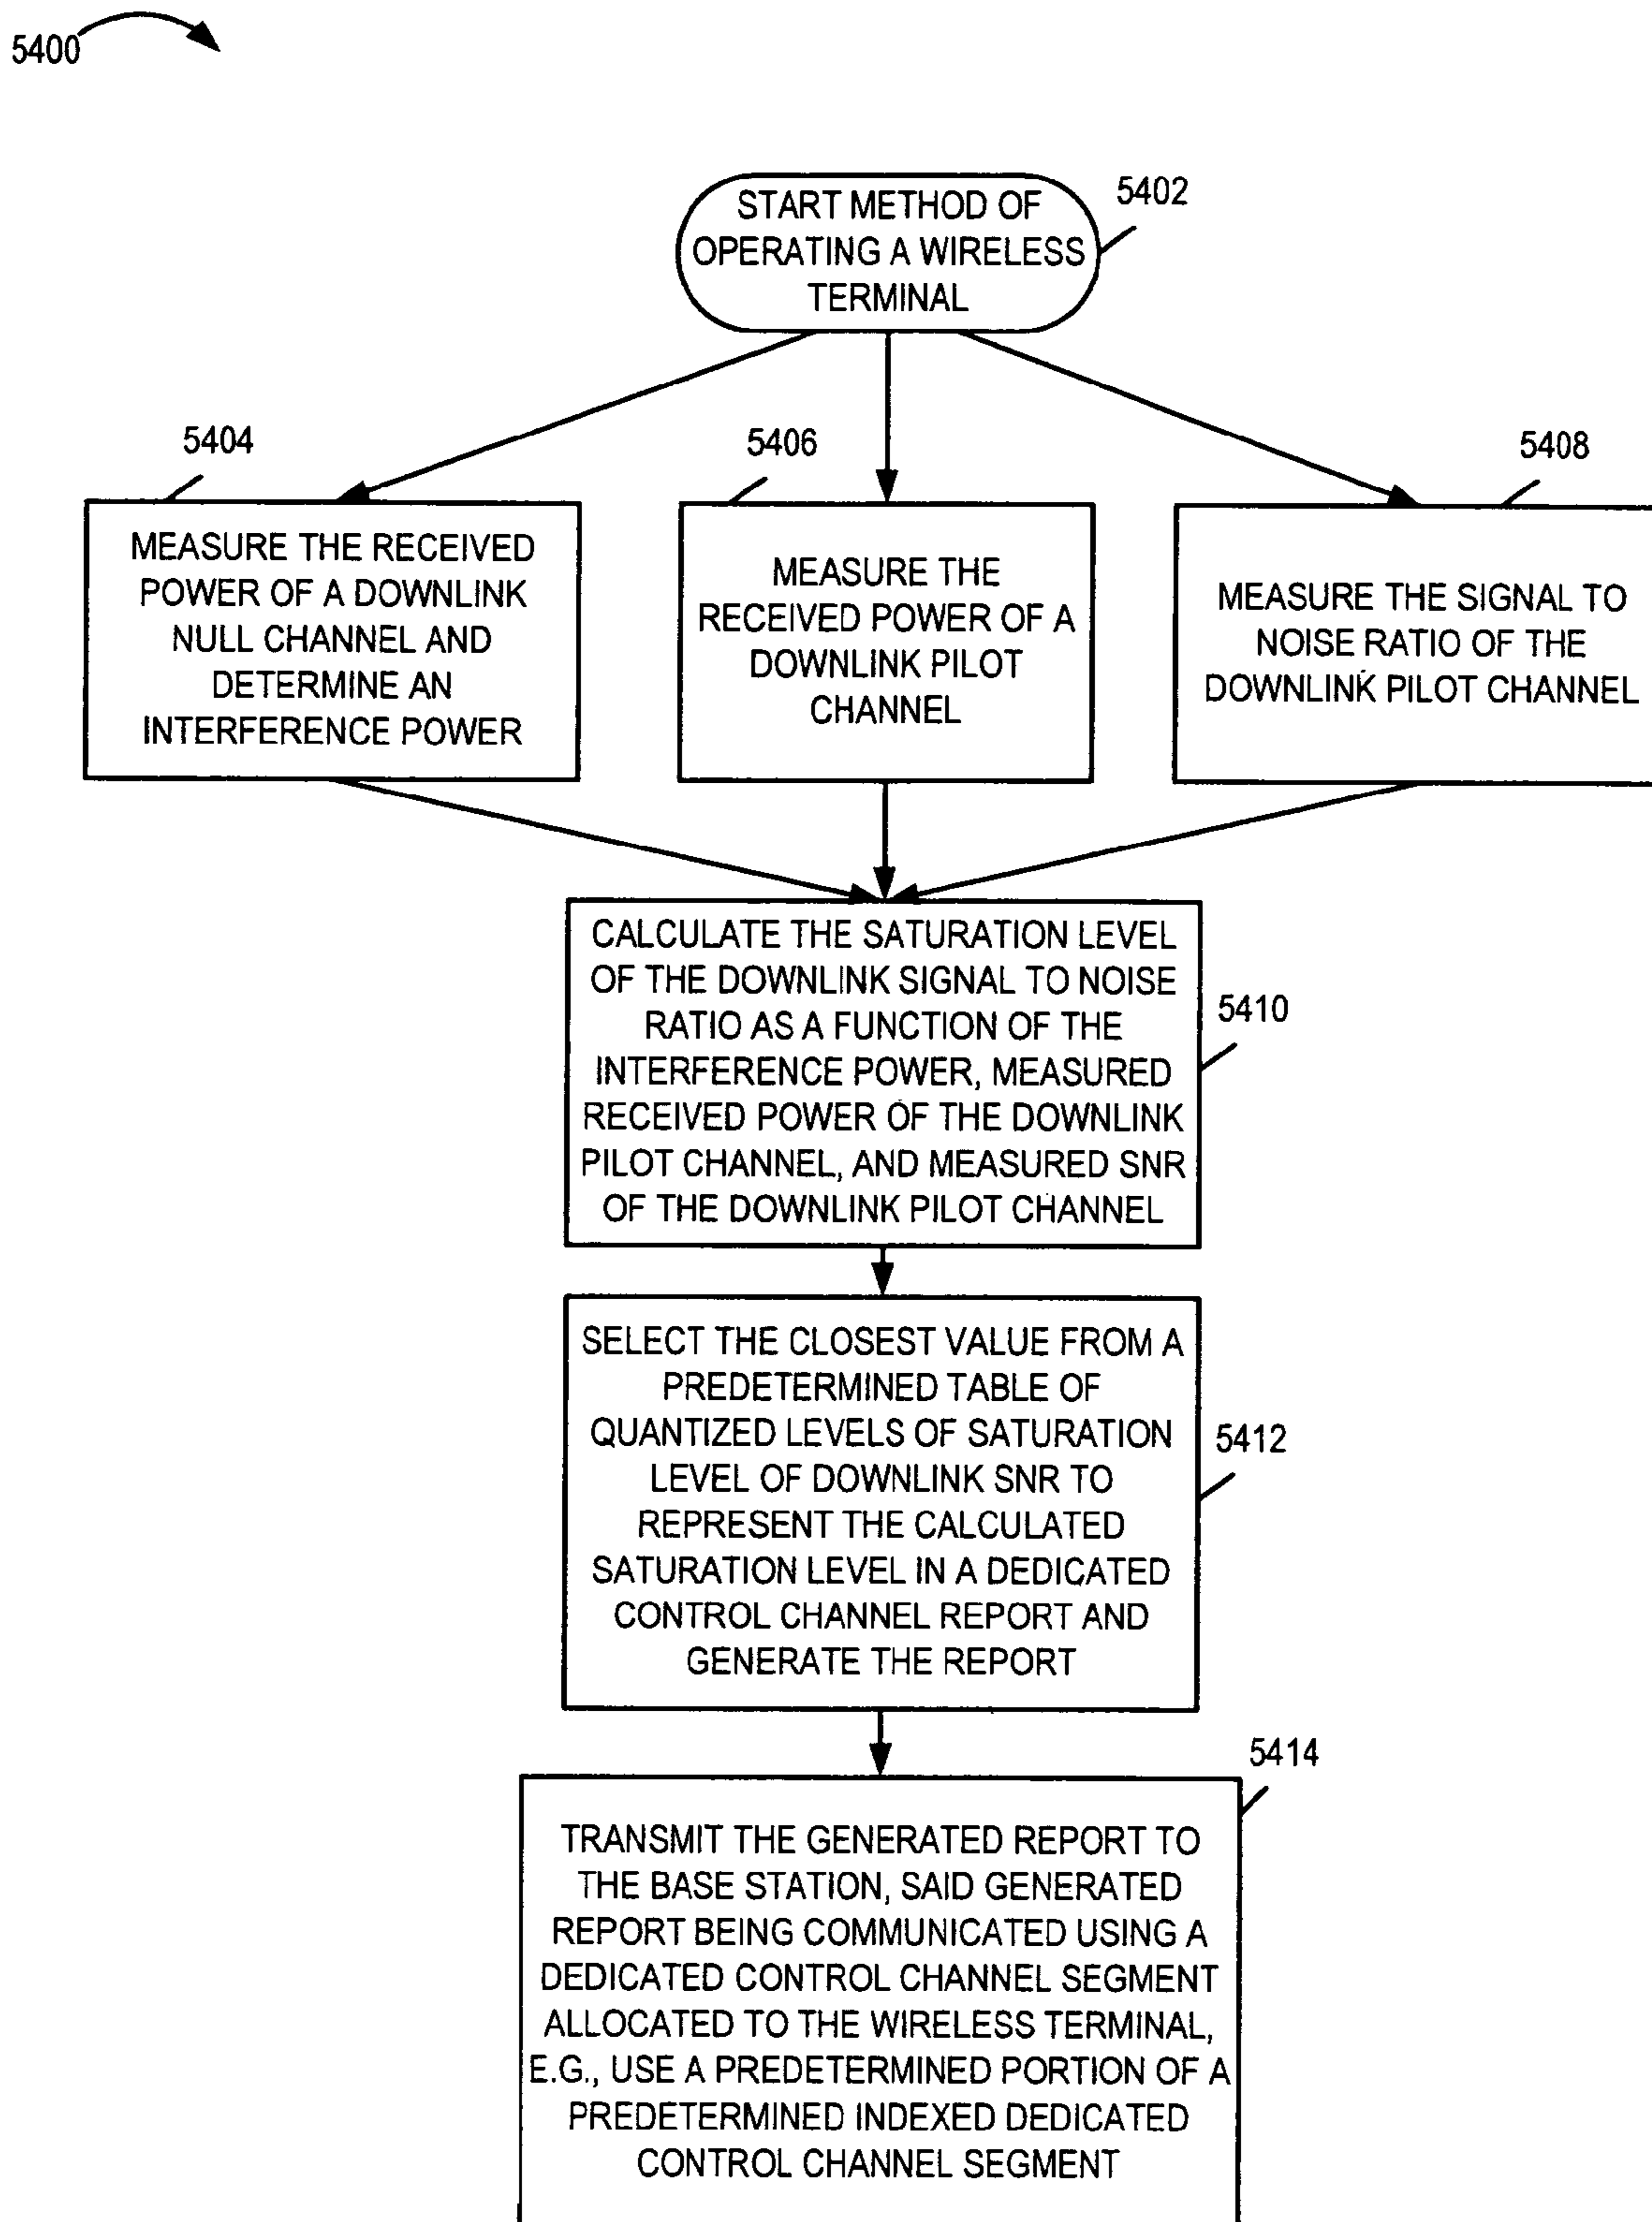 5400
5402
START METHOD OF
OPERATING A WIRELESS
TERMINAL
5404
5406
5408
MEASURE THE RECEIVED
POWER OF A DOWNLINK
NULL CHANNEL AND
DETERMINE AN
INTERFERENCE POWER
MEASURE THE
RECEIVED POWER OF A
DOWNLINK PILOT
CHANNEL
MEASURE THE SIGNAL TO
NOISE RATIO OF THE
DOWNLINK PILOT CHANNEL
CALCULATE THE SATURATION LEVEL
OF THE DOWNLINK SIGNAL TO NOISE
RATIO AS A FUNCTION OF THE
INTERFERENCE POWER, MEASURED
RECEIVED POWER OF THE DOWNLINK
PILOT CHANNEL, AND MEASURED SNR
OF THE DOWNLINK PILOT CHANNEL
5410
SELECT THE CLOSEST VALUE FROM A
PREDETERMINED TABLE OF
QUANTIZED LEVELS OF SATURATION
LEVEL OF DOWNLINK SNR TO
REPRESENT THE CALCULATED
SATURATION LEVEL IN A DEDICATED
CONTROL CHANNEL REPORT AND
GENERATE THE REPORT
5412
5414
TRANSMIT THE GENERATED REPORT TO
THE BASE STATION, SAID GENERATED
REPORT BEING COMMUNICATED USING A
DEDICATED CONTROL CHANNEL SEGMENT
ALLOCATED TO THE WIRELESS TERMINAL,
E.G., USE A PREDETERMINED PORTION OF A
PREDETERMINED INDEXED DEDICATED
CONTROL CHANNEL SEGMENT